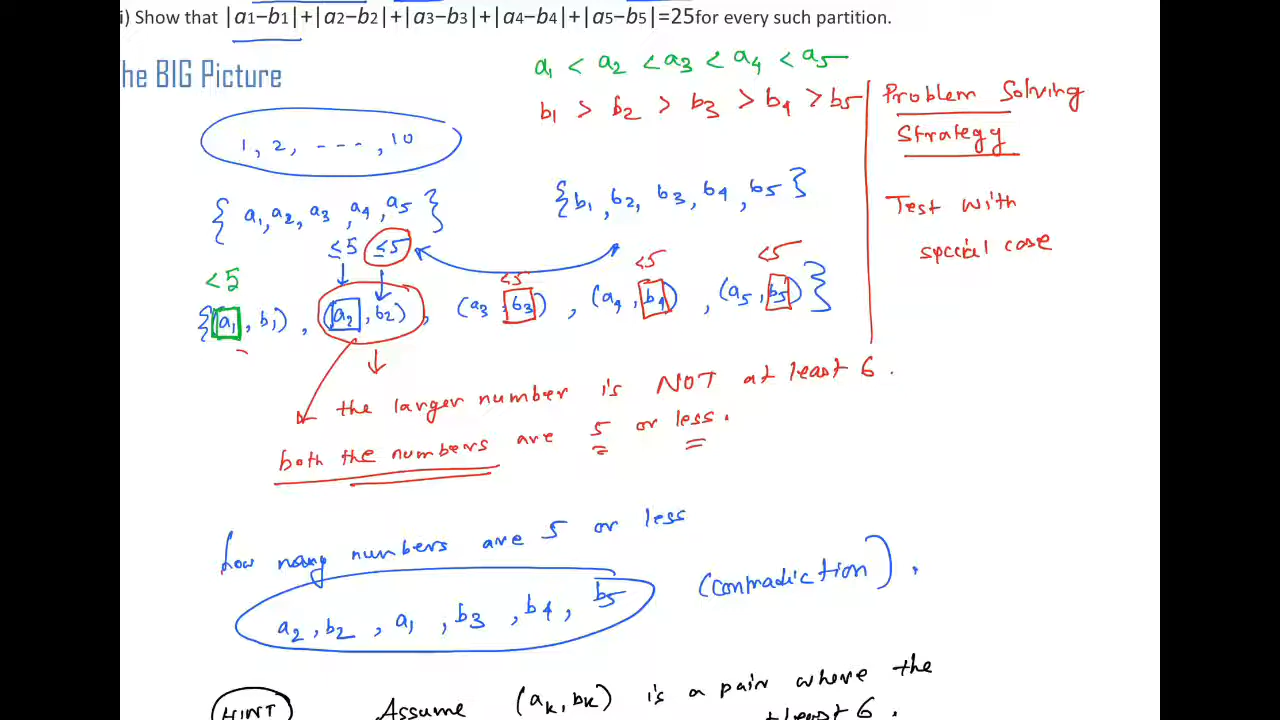 i) Show that |a1−b1|+|a2−b2|+|a3−b3|+|a4−b4|+|a5−b5|=25 for every such partition.
he BIG Picture
a1 < a2 < a3 < a4 < a5
b1 > b2 > b3 > b4 > b5
Problem Solving
Strategy
1, 2, - - - , 10
{ a1, a2, a3, a4, a5 }
{ b1, b2, b3, b4, b5 }
Test with
special case
≤5 ≤5
<5 <5 <5 <5
{(a1, b1), (a2, b2), (a3, b3), (a4, b4), (a5, b5)}
the larger number is NOT at least 6.
both the numbers are 5 or less.
how many numbers are 5 or less
a2, b2, a1, b3, b4, b5
(contradiction).
HINT
Assume (ak, bk) is a pair where the
least 6.